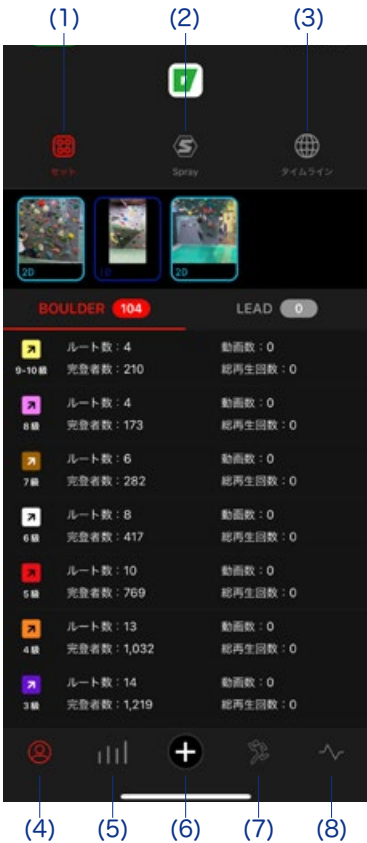 (1) (2) (3)
セット Spray タイムライン
2D 1D 2D
BOULDER 104 LEAD 0
ルート数：4 動画数：0
9-10級 完登者数：210 総再生回数：0
ルート数：4 動画数：0
8級 完登者数：173 総再生回数：0
ルート数：6 動画数：0
7級 完登者数：282 総再生回数：0
ルート数：8 動画数：0
6級 完登者数：417 総再生回数：0
ルート数：10 動画数：0
5級 完登者数：769 総再生回数：0
ルート数：13 動画数：0
4級 完登者数：1,032 総再生回数：0
ルート数：14 動画数：0
3級 完登者数：1,219 総再生回数：0
(4) (5) (6) (7) (8)